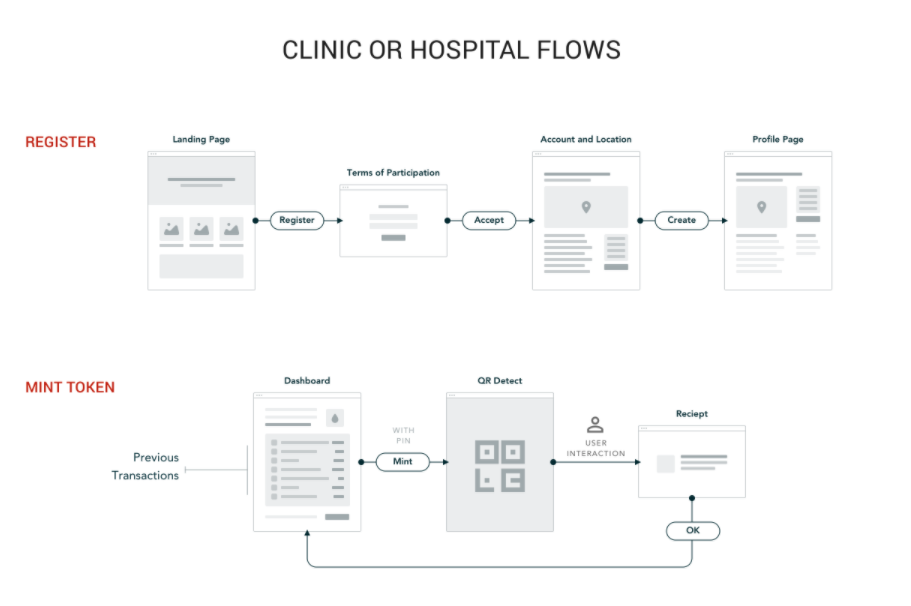 CLINIC OR HOSPITAL FLOWS
REGISTER
Landing Page
Terms of Participation
Account and Location
Profile Page
Register
Accept
Create
MINT TOKEN
Dashboard
QR Detect
Reciept
Previous
Transactions
WITH
PIN
Mint
USER
INTERACTION
OK